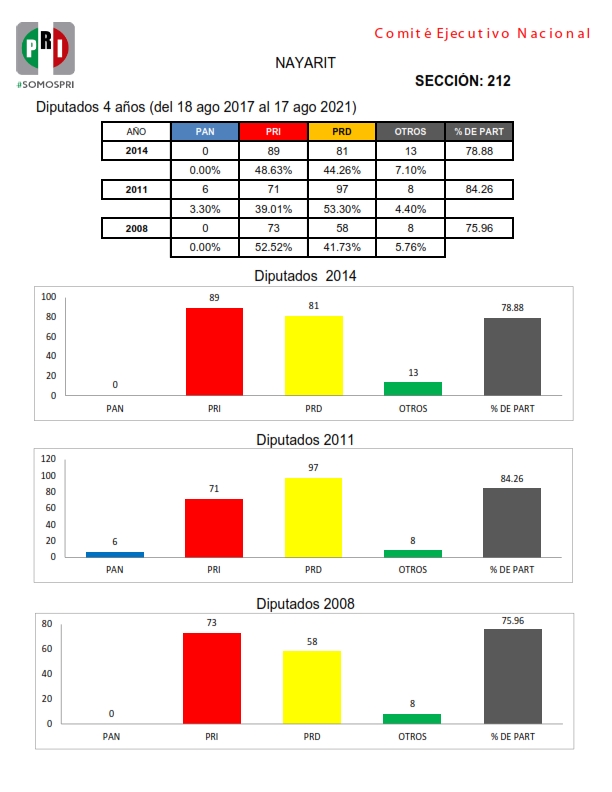 Comité Ejecutivo Nacional
PRI
#SOMOSPRI
NAYARIT
SECCIÓN: 212
Diputados 4 años (del 18 ago 2017 al 17 ago 2021)
AÑO PAN PRI PRD OTROS % DE PART
2014 0 89 81 13 78.88
0.00% 48.63% 44.26% 7.10%
2011 6 71 97 8 84.26
3.30% 39.01% 53.30% 4.40%
2008 0 73 58 8 75.96
0.00% 52.52% 41.73% 5.76%
Diputados 2014
100
80
60
40
20
0
0 89 81 13 78.88
PAN PRI PRD OTROS % DE PART
Diputados 2011
120
100
80
60
40
20
0
6 71 97 8 84.26
PAN PRI PRD OTROS % DE PART
Diputados 2008
80
60
40
20
0
0 73 58 8 75.96
PAN PRI PRD OTROS % DE PART